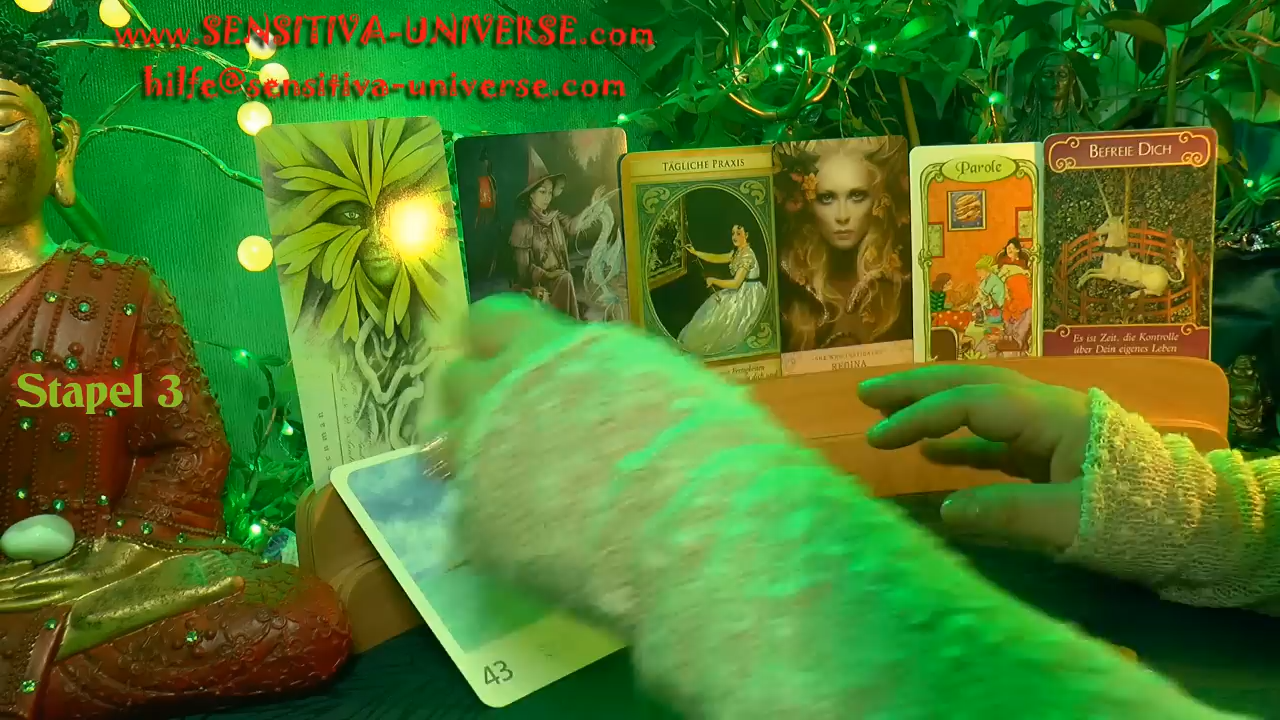 www.SENSITIVA-UNIVERSE.com
hilfe@sensitiva-universe.com
TÄGLICHE PRAXIS
Parole
BEFREIE DICH
Es ist Zeit, die Kontrolle
über Dein eigenes Leben
REGINA
Stapel 3
43